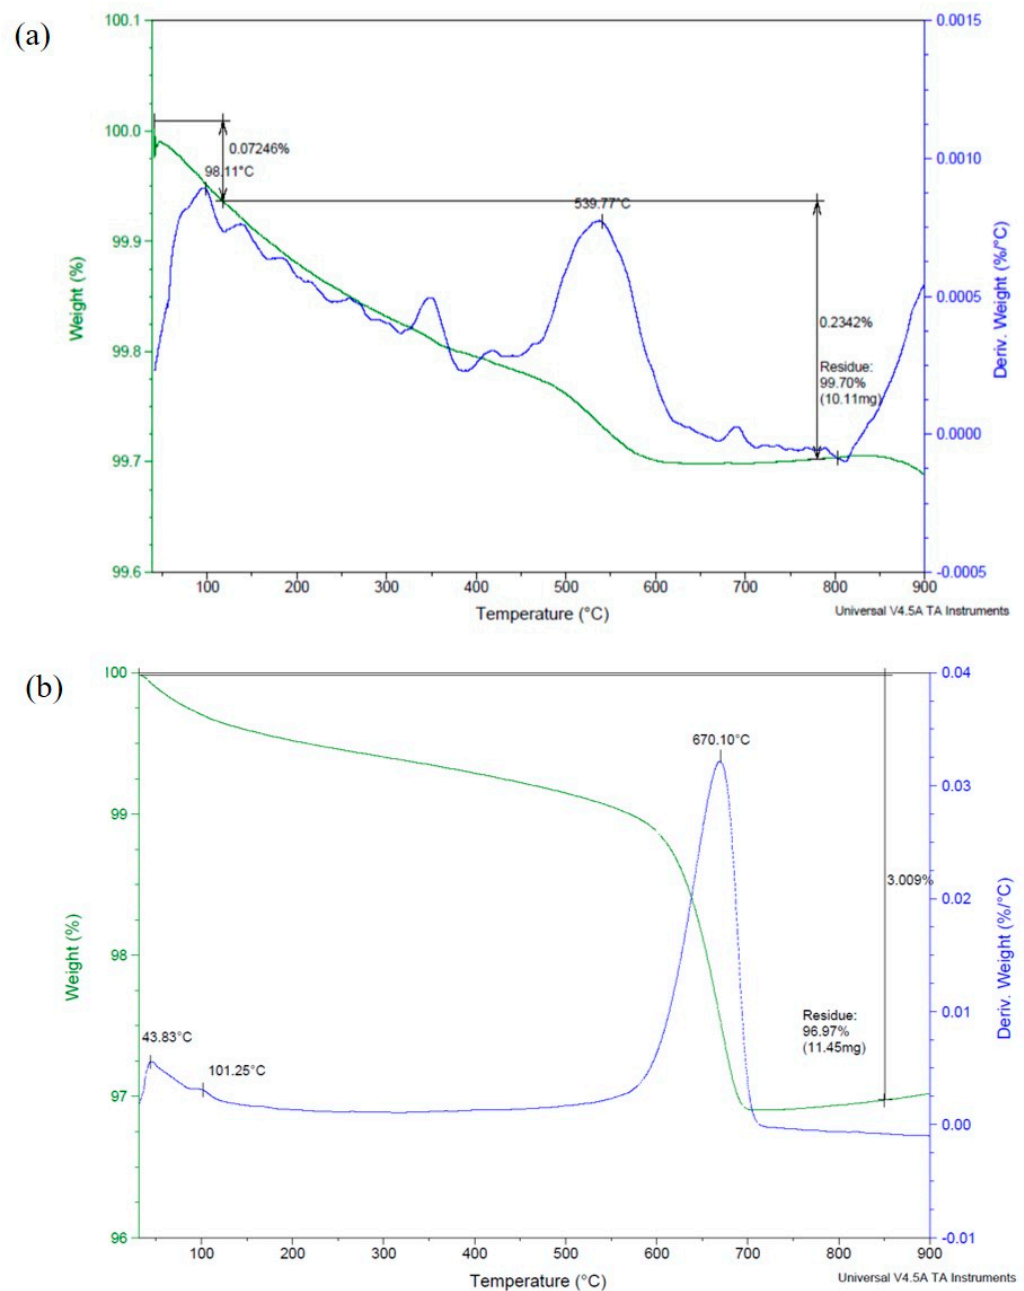 (a)
100.1
100.0
99.9
99.8
99.7
99.6
Weight (%)
0.07246%
98.11°C
539.77°C
0.2342%
Residue:
99.70%
(10.11mg)
0.0015
0.0010
0.0005
0.0000
-0.0005
Deriv. Weight (%/°C)
100 200 300 400 500 600 700 800 900
Temperature (°C)
Universal V4.5A TA Instruments
(b)
100
99
98
97
96
Weight (%)
43.83°C
101.25°C
670.10°C
3.009%
Residue:
96.97%
(11.45mg)
0.04
0.03
0.02
0.01
0.00
-0.01
Deriv. Weight (%/°C)
100 200 300 400 500 600 700 800 900
Temperature (°C)
Universal V4.5A TA Instruments